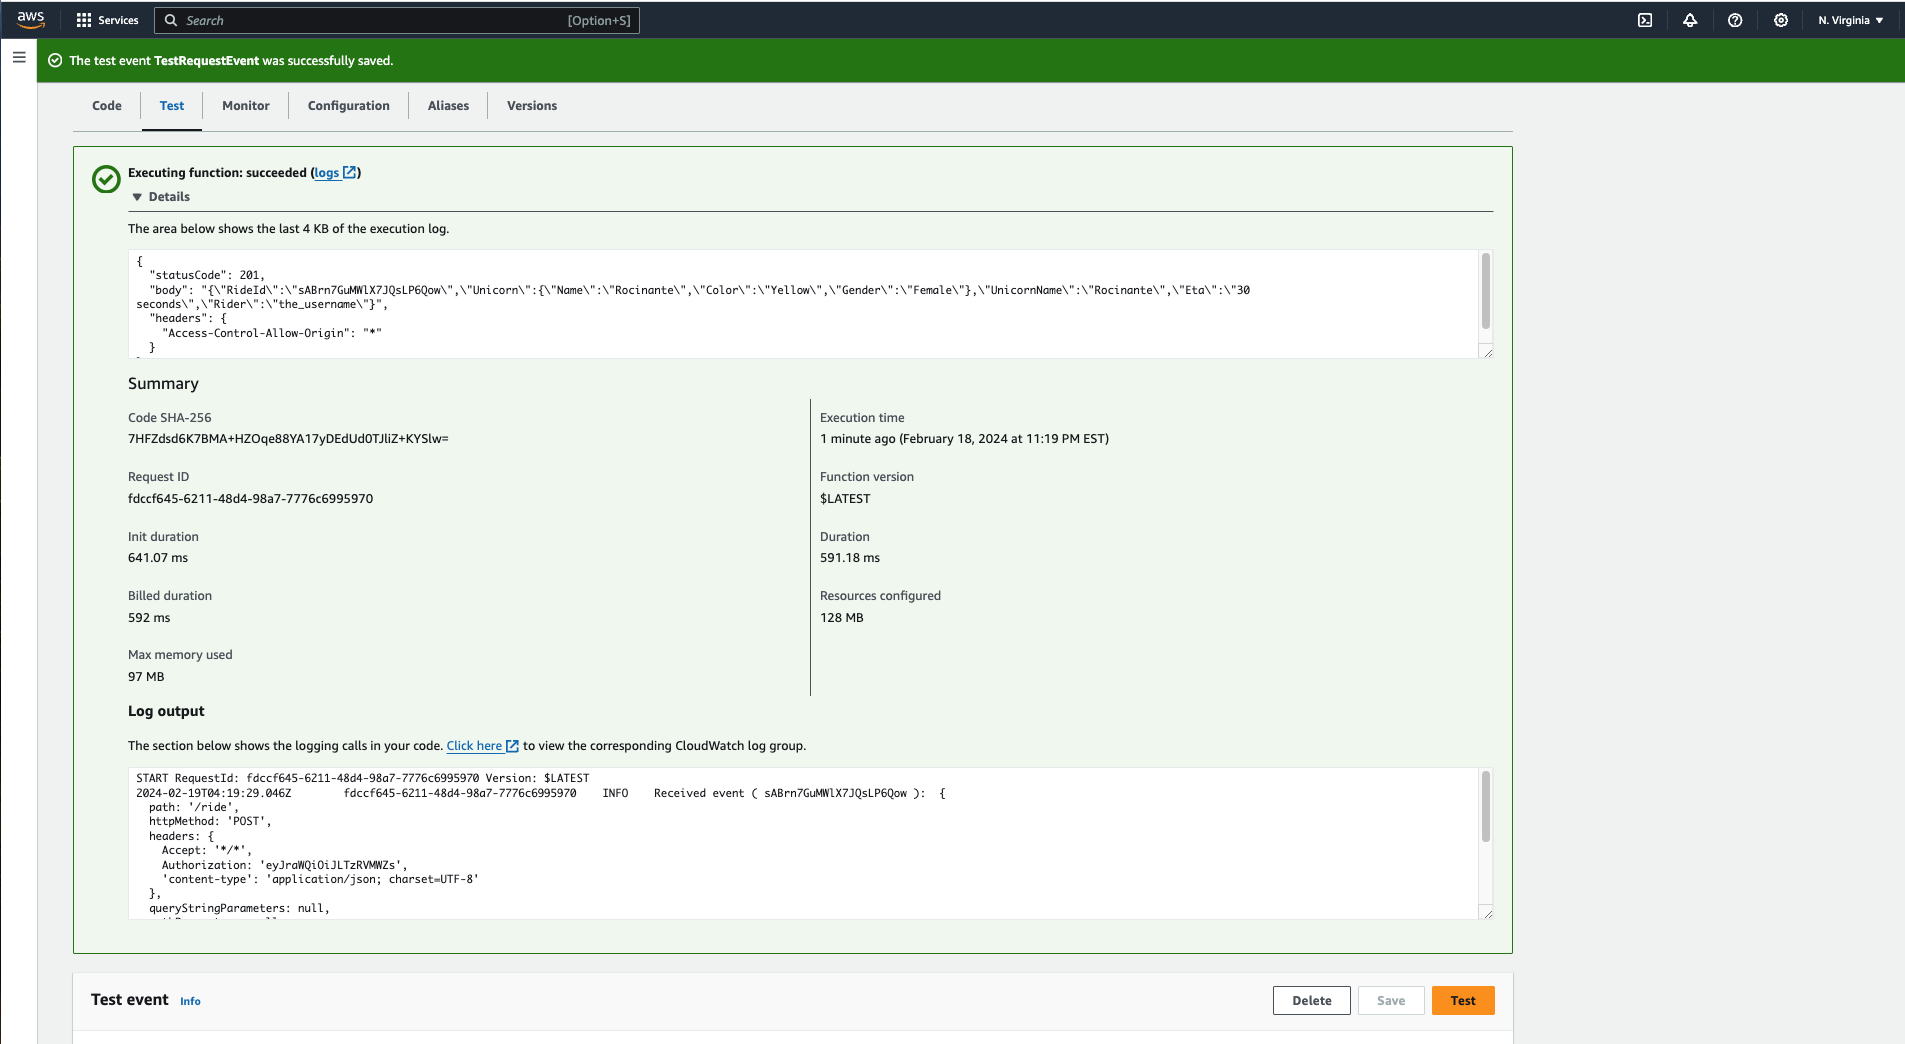 aws Services Search [Option+S] N. Virginia ▼
The test event TestRequestEvent was successfully saved.
Code Test Monitor Configuration Aliases Versions
Executing function: succeeded (logs)
▼ Details
The area below shows the last 4 KB of the execution log.
{
"statusCode": 201,
"body": "{\"RideId\":\"sABrn7GuMWlX7JQsLP6Qow\",\"Unicorn\":{\"Name\":\"Rocinante\",\"Color\":\"Yellow\",\"Gender\":\"Female\"},\"UnicornName\":\"Rocinante\",\"Eta\":\"30
seconds\",\"Rider\":\"the_username\"}",
"headers": {
"Access-Control-Allow-Origin": "*"
}
Summary
Code SHA-256
7HFZdsd6K7BMA+HZOqe88YA17yDEdUd0TJliZ+KYSlw=
Request ID
fdccf645-6211-48d4-98a7-7776c6995970
Init duration
641.07 ms
Billed duration
592 ms
Max memory used
97 MB
Execution time
1 minute ago (February 18, 2024 at 11:19 PM EST)
Function version
$LATEST
Duration
591.18 ms
Resources configured
128 MB
Log output
The section below shows the logging calls in your code. Click here to view the corresponding CloudWatch log group.
START RequestId: fdccf645-6211-48d4-98a7-7776c6995970 Version: $LATEST
2024-02-19T04:19:29.046Z fdccf645-6211-48d4-98a7-7776c6995970 INFO Received event ( sABrn7GuMWlX7JQsLP6Qow ): {
path: '/ride',
httpMethod: 'POST',
headers: {
Accept: '*/*',
Authorization: 'eyJraWQiOiJLTzRVMWZs',
'content-type': 'application/json; charset=UTF-8'
},
queryStringParameters: null,
Test event Info Delete Save Test